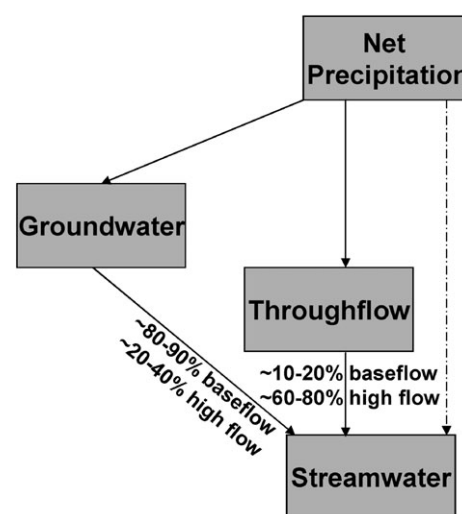 Net
Precipitation
Groundwater
Throughflow
~80-90% baseflow
~20-40% high flow
~10-20% baseflow
~60-80% high flow
Streamwater